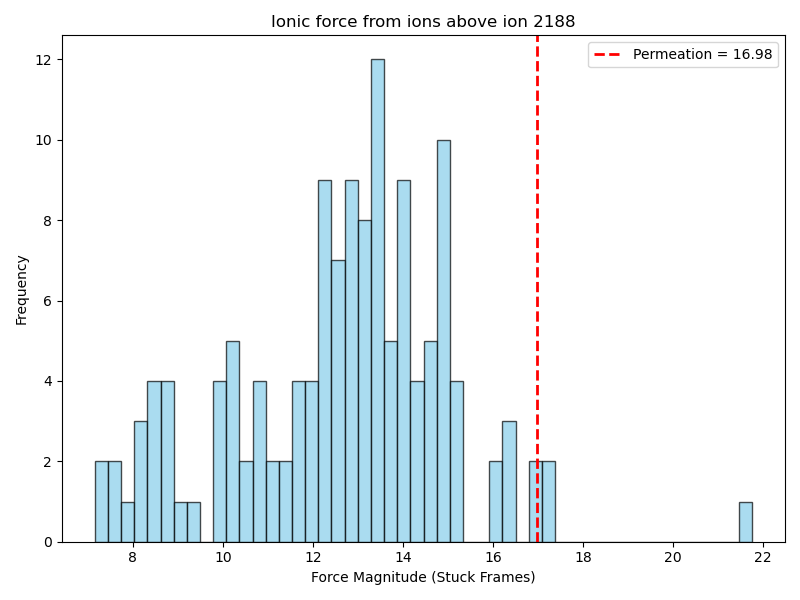 Ionic force from ions above ion 2188
Permeation = 16.98
12
10
8
6
4
2
0
Frequency
8 10 12 14 16 18 20 22
Force Magnitude (Stuck Frames)